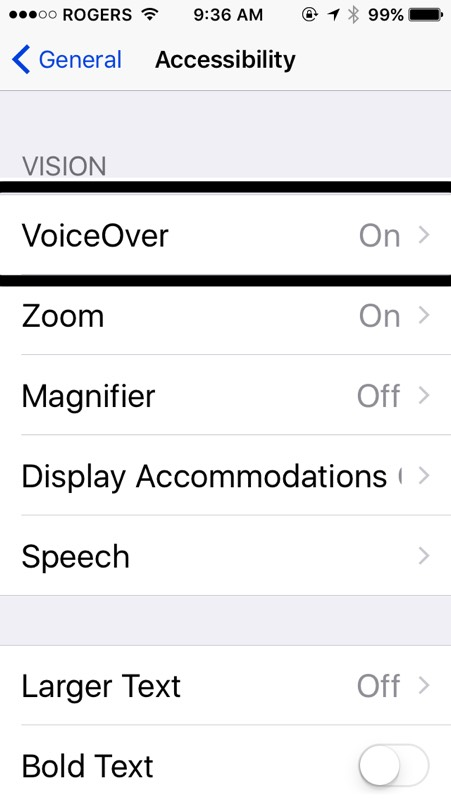 ROGERS 9:36 AM 99%
General Accessibility
VISION
VoiceOver On
Zoom On
Magnifier Off
Display Accommodations
Speech
Larger Text Off
Bold Text